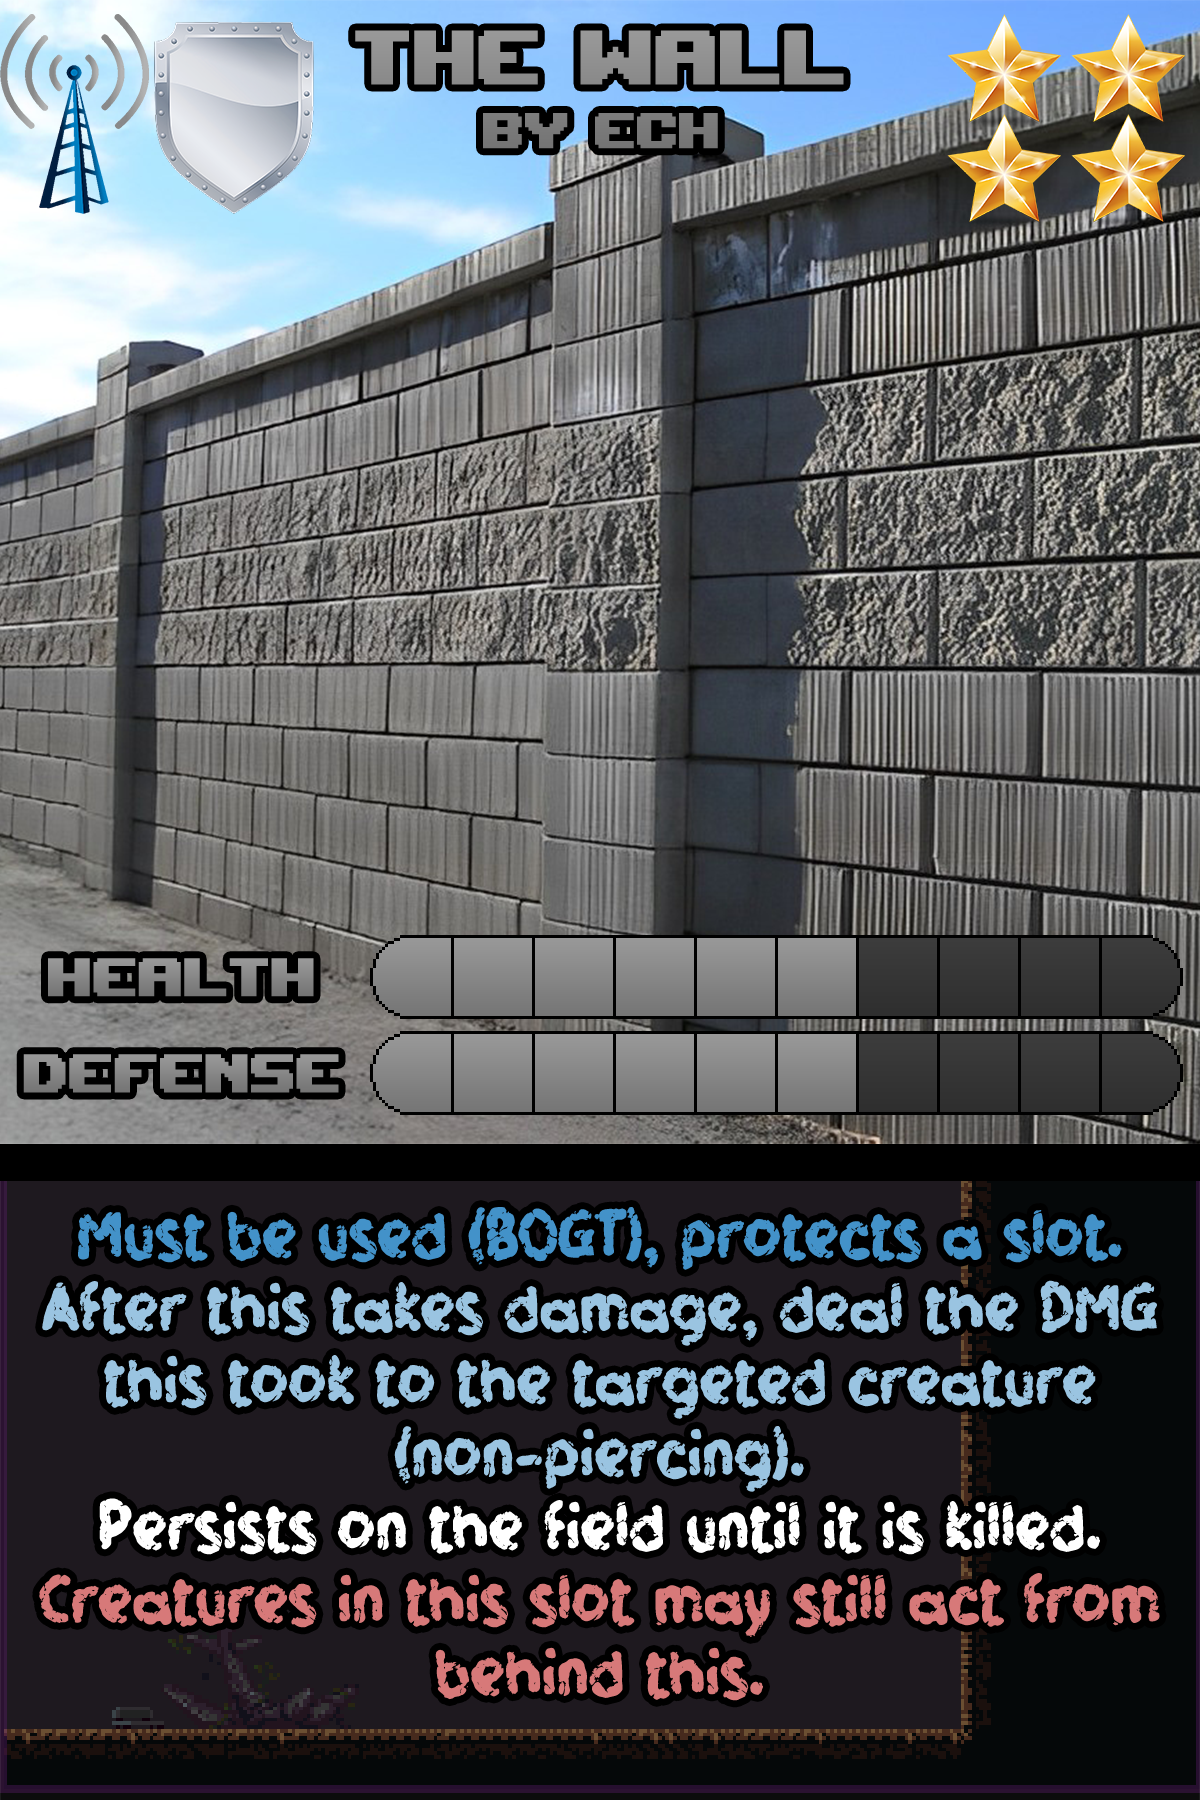 THE WALL
BY ECH
HEALTH
DEFENSE
Must be used (BOGT), protects a slot.
After this takes damage, deal the DMG
this took to the targeted creature
(non-piercing).
Persists on the field until it is killed.
Creatures in this slot may still act from
behind this.